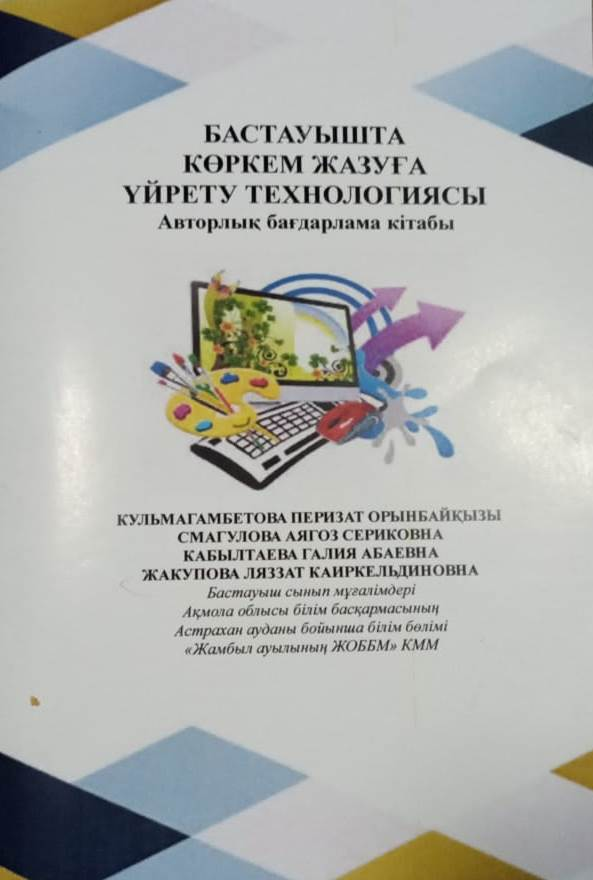 БАСТАУЫШТА
КӨРКЕМ ЖАЗУҒА
ҮЙРЕТУ ТЕХНОЛОГИЯСЫ
Авторлық бағдарлама кітабы
КУЛЬМАГАМБЕТОВА ПЕРИЗАТ ОРЫНБАЙҚЫЗЫ
СМАГУЛОВА АЯГОЗ СЕРИКОВНА
КАБЫЛТАЕВА ГАЛИЯ АБАЕВНА
ЖАКУПОВА ЛЯЗЗАТ КАИРКЕЛЬДИНОВНА
Бастауыш сынып мұғалімдері
Ақмола облысы білім басқармасының
Астрахан ауданы бойынша білім бөлімі
«Жамбыл ауылының ЖОББМ» КММ